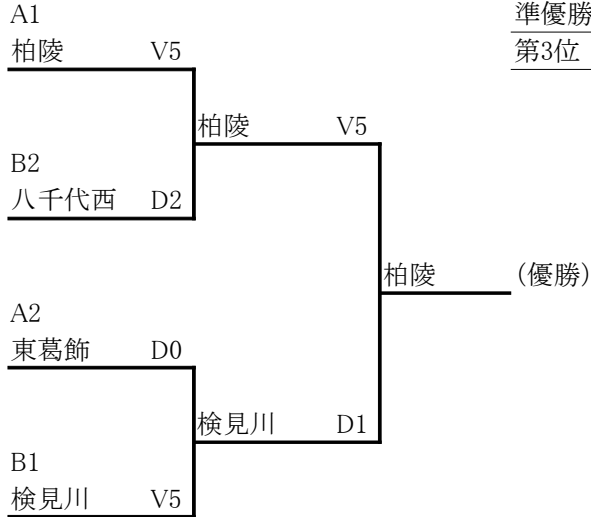 A1
準優勝
柏陵 V5
第3位
柏陵 V5
B2
八千代西 D2
柏陵 (優勝)
A2
東葛飾 D0
検見川 D1
B1
検見川 V5